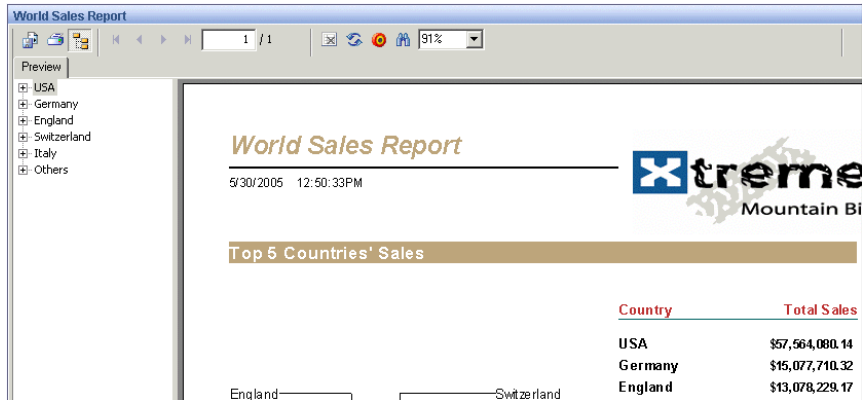 World Sales Report
1 /1 91%
Preview
USA
Germany
England
Switzerland
Italy
Others
World Sales Report
5/30/2005 12:50:33PM
Xtreme
Mountain Bi
Top 5 Countries' Sales
Country Total Sales
USA $57,564,080.14
Germany $15,077,710.32
England $13,078,229.17
England Switzerland